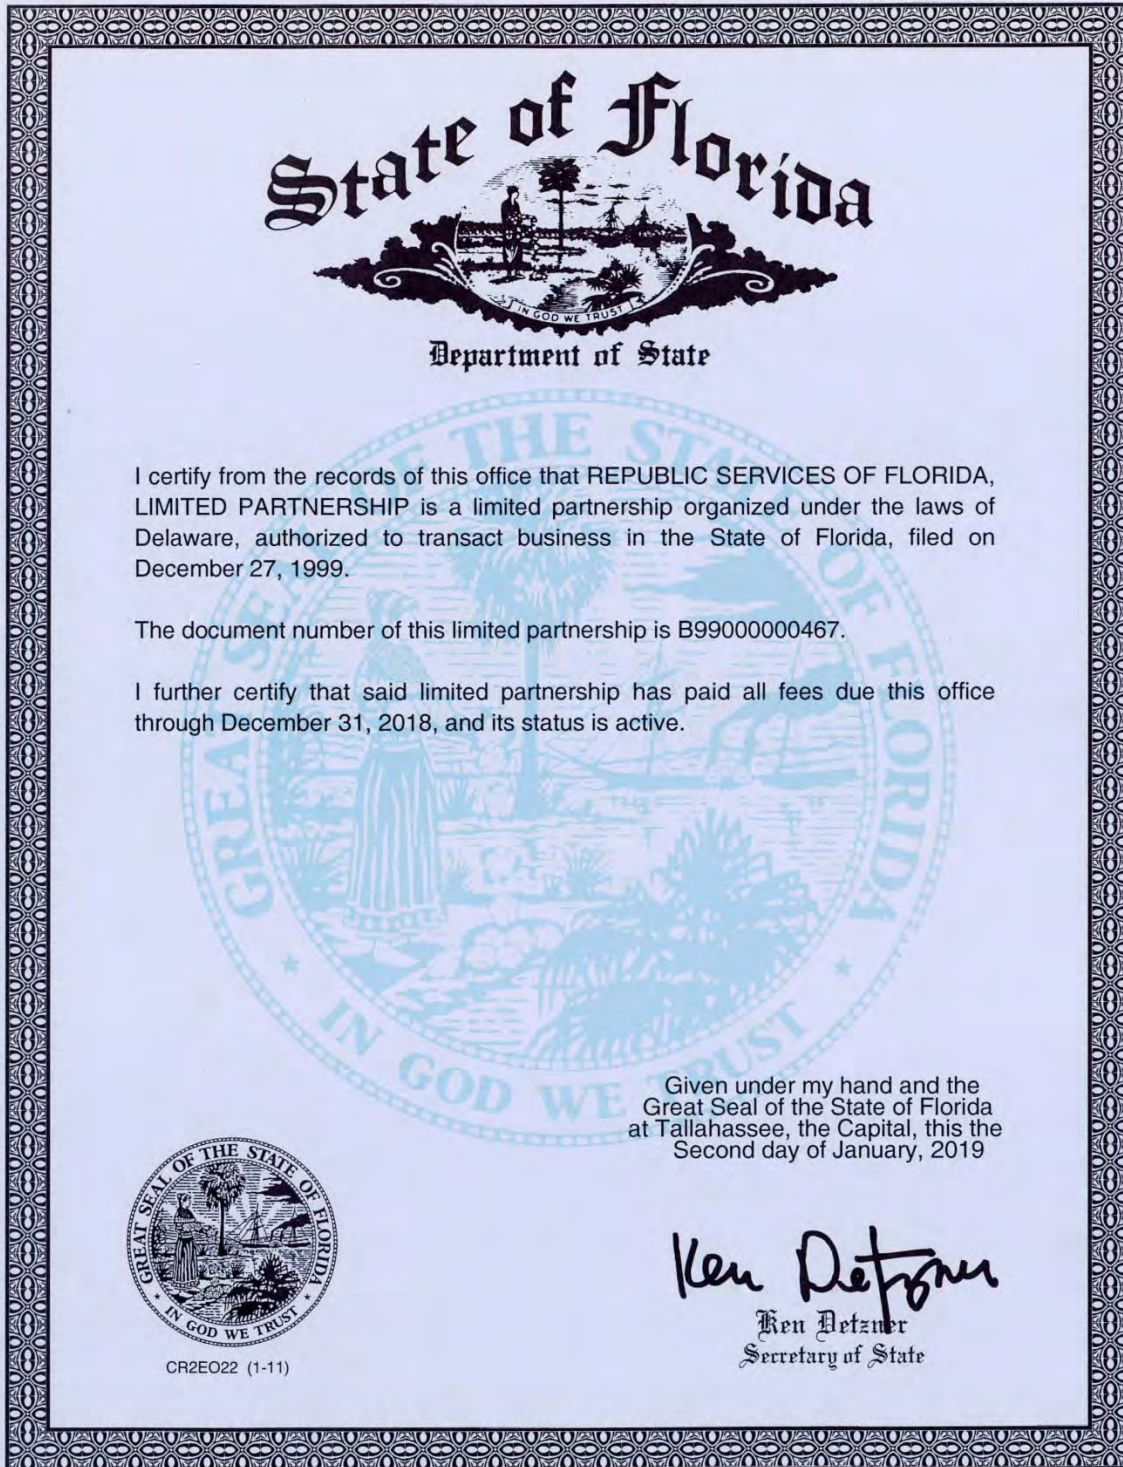 State of Florida
IN GOD WE TRUST
Department of State
GREAT SEAL OF THE STATE OF FLORIDA
IN GOD WE TRUST
I certify from the records of this office that REPUBLIC SERVICES OF FLORIDA,
LIMITED PARTNERSHIP is a limited partnership organized under the laws of
Delaware, authorized to transact business in the State of Florida, filed on
December 27, 1999.
The document number of this limited partnership is B99000000467.
I further certify that said limited partnership has paid all fees due this office
through December 31, 2018, and its status is active.
Given under my hand and the
Great Seal of the State of Florida
at Tallahassee, the Capital, this the
Second day of January, 2019
GREAT SEAL OF THE STATE OF FLORIDA
IN GOD WE TRUST
CR2EO22 (1-11)
Ken Detzner
Ken Detzner
Secretary of State